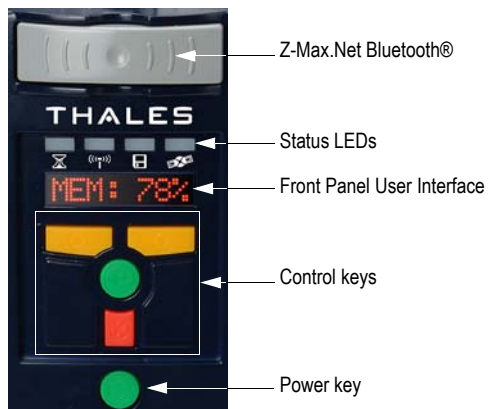 Z-Max.Net Bluetooth®
THALES
Status LEDs
MEM: 78%
Front Panel User Interface
Control keys
Power key